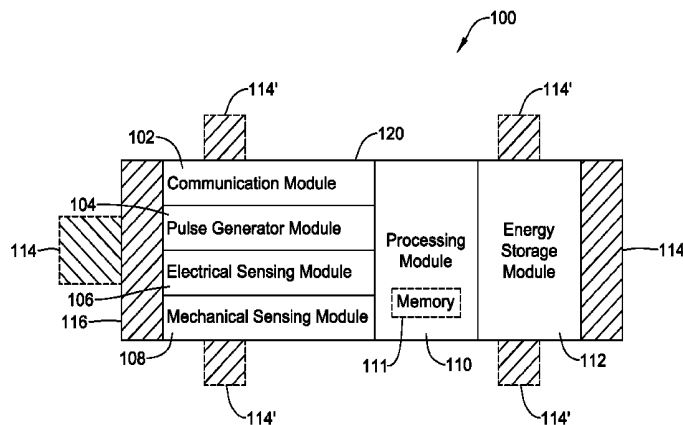 100
114'
114'
102
120
Communication Module
104
Pulse Generator Module
Processing
Module
Energy
Storage
Module
114
114
Electrical Sensing Module
106
Memory
116
Mechanical Sensing Module
108
111
110
112
114'
114'